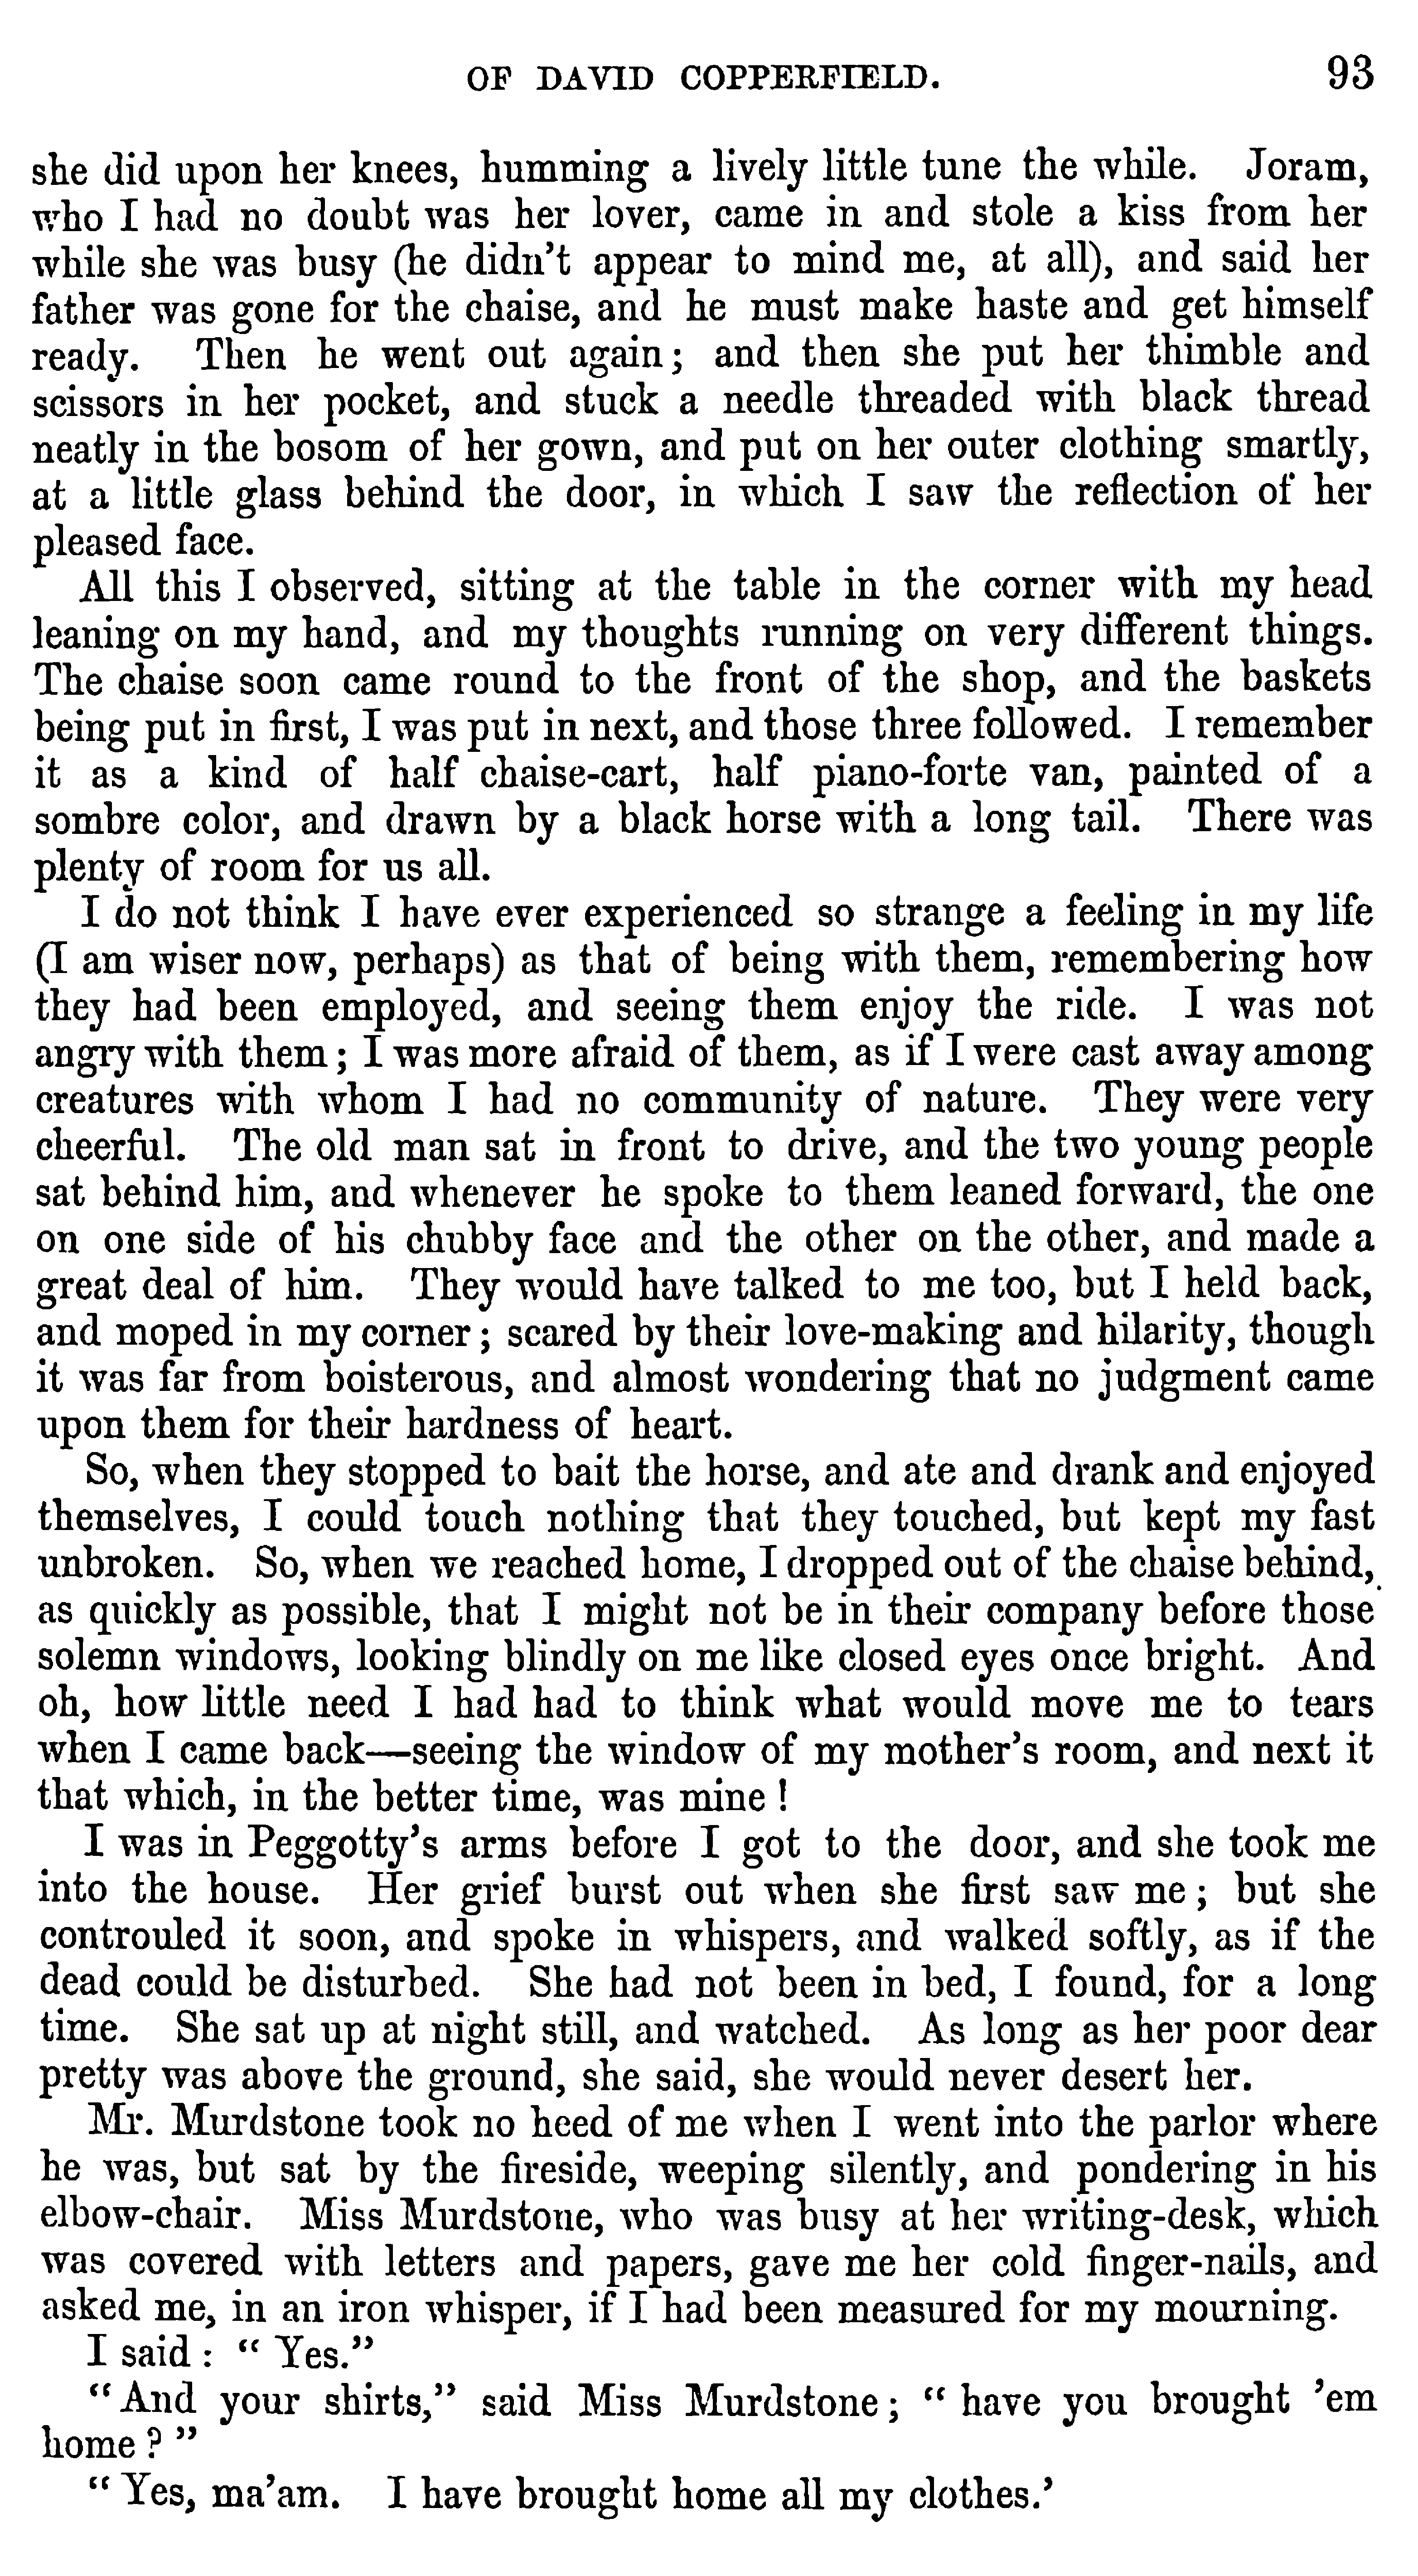 OF DAVID COPPERFIELD. 93
she did upon her knees, humming a lively little tune the while. Joram,
who I had no doubt was her lover, came in and stole a kiss from her
while she was busy (he didn't appear to mind me, at all), and said her
father was gone for the chaise, and he must make haste and get himself
ready. Then he went out again; and then she put her thimble and
scissors in her pocket, and stuck a needle threaded with black thread
neatly in the bosom of her gown, and put on her outer clothing smartly,
at a little glass behind the door, in which I saw the reflection of her
pleased face.
All this I observed, sitting at the table in the corner with my head
leaning on my hand, and my thoughts running on very different things.
The chaise soon came round to the front of the shop, and the baskets
being put in first, I was put in next, and those three followed. I remember
it as a kind of half chaise-cart, half piano-forte van, painted of a
sombre color, and drawn by a black horse with a long tail. There was
plenty of room for us all.
I do not think I have ever experienced so strange a feeling in my life
(I am wiser now, perhaps) as that of being with them, remembering how
they had been employed, and seeing them enjoy the ride. I was not
angry with them; I was more afraid of them, as if I were cast away among
creatures with whom I had no community of nature. They were very
cheerful. The old man sat in front to drive, and the two young people
sat behind him, and whenever he spoke to them leaned forward, the one
on one side of his chubby face and the other on the other, and made a
great deal of him. They would have talked to me too, but I held back,
and moped in my corner; scared by their love-making and hilarity, though
it was far from boisterous, and almost wondering that no judgment came
upon them for their hardness of heart.
So, when they stopped to bait the horse, and ate and drank and enjoyed
themselves, I could touch nothing that they touched, but kept my fast
unbroken. So, when we reached home, I dropped out of the chaise behind,
as quickly as possible, that I might not be in their company before those
solemn windows, looking blindly on me like closed eyes once bright. And
oh, how little need I had had to think what would move me to tears
when I came back—seeing the window of my mother's room, and next it
that which, in the better time, was mine!
I was in Peggotty's arms before I got to the door, and she took me
into the house. Her grief burst out when she first saw me; but she
controuled it soon, and spoke in whispers, and walked softly, as if the
dead could be disturbed. She had not been in bed, I found, for a long
time. She sat up at night still, and watched. As long as her poor dear
pretty was above the ground, she said, she would never desert her.
Mr. Murdstone took no heed of me when I went into the parlor where
he was, but sat by the fireside, weeping silently, and pondering in his
elbow-chair. Miss Murdstone, who was busy at her writing-desk, which
was covered with letters and papers, gave me her cold finger-nails, and
asked me, in an iron whisper, if I had been measured for my mourning.
I said: "Yes."
"And your shirts," said Miss Murdstone; "have you brought 'em
home?"
"Yes, ma'am. I have brought home all my clothes.'